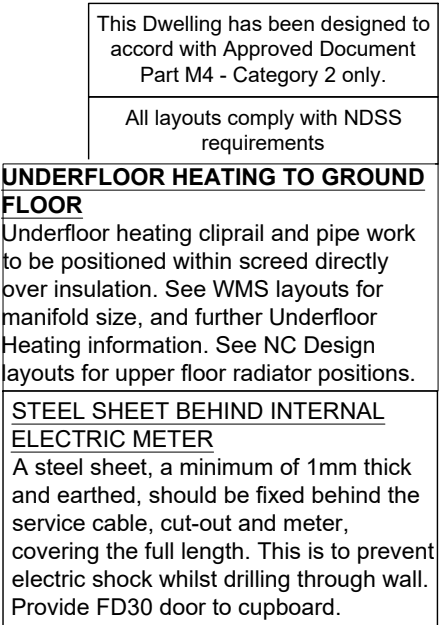 This Dwelling has been designed to
accord with Approved Document
Part M4 - Category 2 only.
All layouts comply with NDSS
requirements
UNDERFLOOR HEATING TO GROUND
FLOOR
Underfloor heating cliprail and pipe work
to be positioned within screed directly
over insulation. See WMS layouts for
manifold size, and further Underfloor
Heating information. See NC Design
layouts for upper floor radiator positions.
STEEL SHEET BEHIND INTERNAL
ELECTRIC METER
A steel sheet, a minimum of 1mm thick
and earthed, should be fixed behind the
service cable, cut-out and meter,
covering the full length. This is to prevent
electric shock whilst drilling through wall.
Provide FD30 door to cupboard.